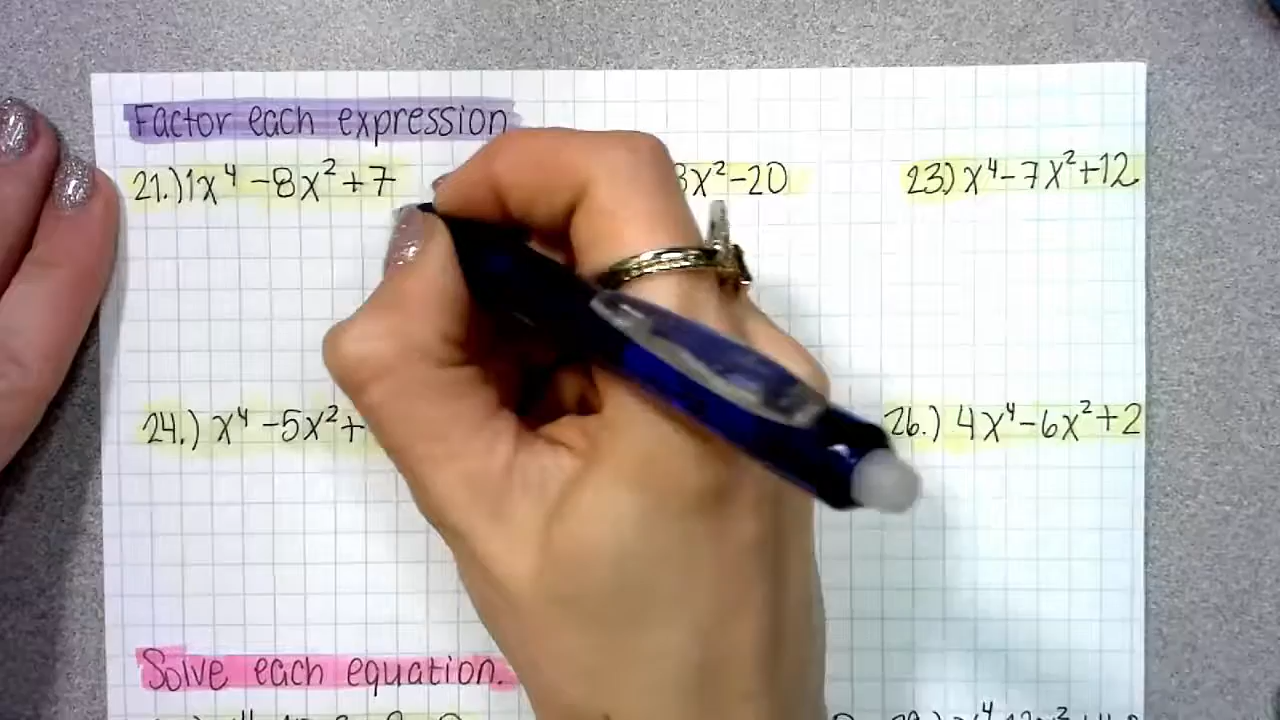 Factor each expression
21.) 1x⁴ -8x² +7
3x²-20
23) x⁴-7x²+12
24.) x⁴ -5x²+
26.) 4x⁴-6x²+2
Solve each equation.